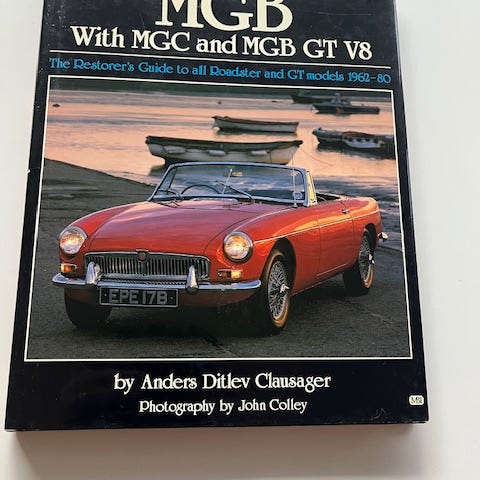 MGB
With MGC and MGB GT V8
The Restorer's Guide to all Roadster and GT models 1962-80
EPE 17B
by Anders Ditlev Clausager
Photography by John Colley